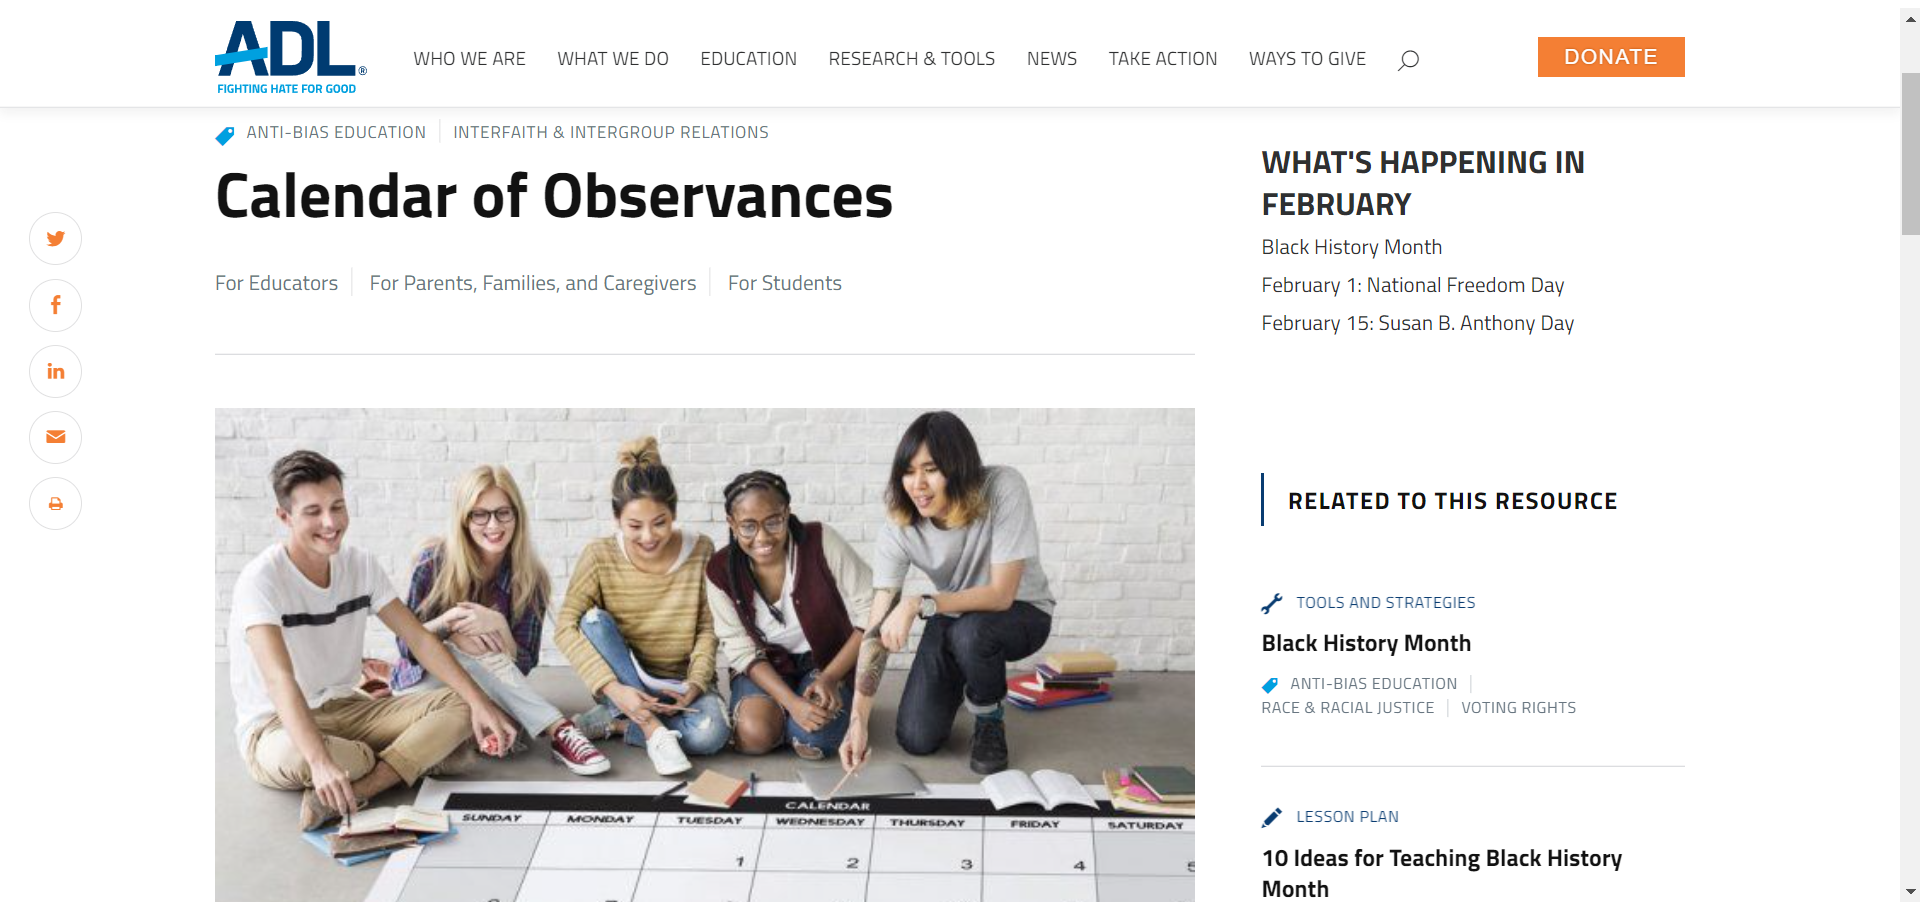 ADL®
FIGHTING HATE FOR GOOD
WHO WE ARE
WHAT WE DO
EDUCATION
RESEARCH & TOOLS
NEWS
TAKE ACTION
WAYS TO GIVE
DONATE
ANTI-BIAS EDUCATION
INTERFAITH & INTERGROUP RELATIONS
Calendar of Observances
For Educators
For Parents, Families, and Caregivers
For Students
CALENDAR
SUNDAY MONDAY TUESDAY WEDNESDAY THURSDAY FRIDAY SATURDAY
1 2 3 4 5
WHAT'S HAPPENING IN
FEBRUARY
Black History Month
February 1: National Freedom Day
February 15: Susan B. Anthony Day
RELATED TO THIS RESOURCE
TOOLS AND STRATEGIES
Black History Month
ANTI-BIAS EDUCATION
RACE & RACIAL JUSTICE
VOTING RIGHTS
LESSON PLAN
10 Ideas for Teaching Black History
Month